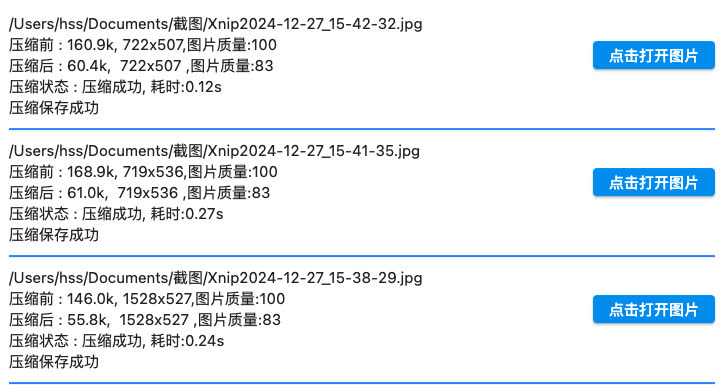 /Users/hss/Documents/截图/Xnip2024-12-27_15-42-32.jpg
压缩前 : 160.9k, 722x507,图片质量:100
点击打开图片
压缩后 : 60.4k,  722x507 ,图片质量:83
压缩状态 : 压缩成功, 耗时:0.12s
压缩保存成功
/Users/hss/Documents/截图/Xnip2024-12-27_15-41-35.jpg
压缩前 : 168.9k, 719x536,图片质量:100
点击打开图片
压缩后 : 61.0k,  719x536 ,图片质量:83
压缩状态 : 压缩成功, 耗时:0.27s
压缩保存成功
/Users/hss/Documents/截图/Xnip2024-12-27_15-38-29.jpg
压缩前 : 146.0k, 1528x527,图片质量:100
点击打开图片
压缩后 : 55.8k,  1528x527 ,图片质量:83
压缩状态 : 压缩成功, 耗时:0.24s
压缩保存成功